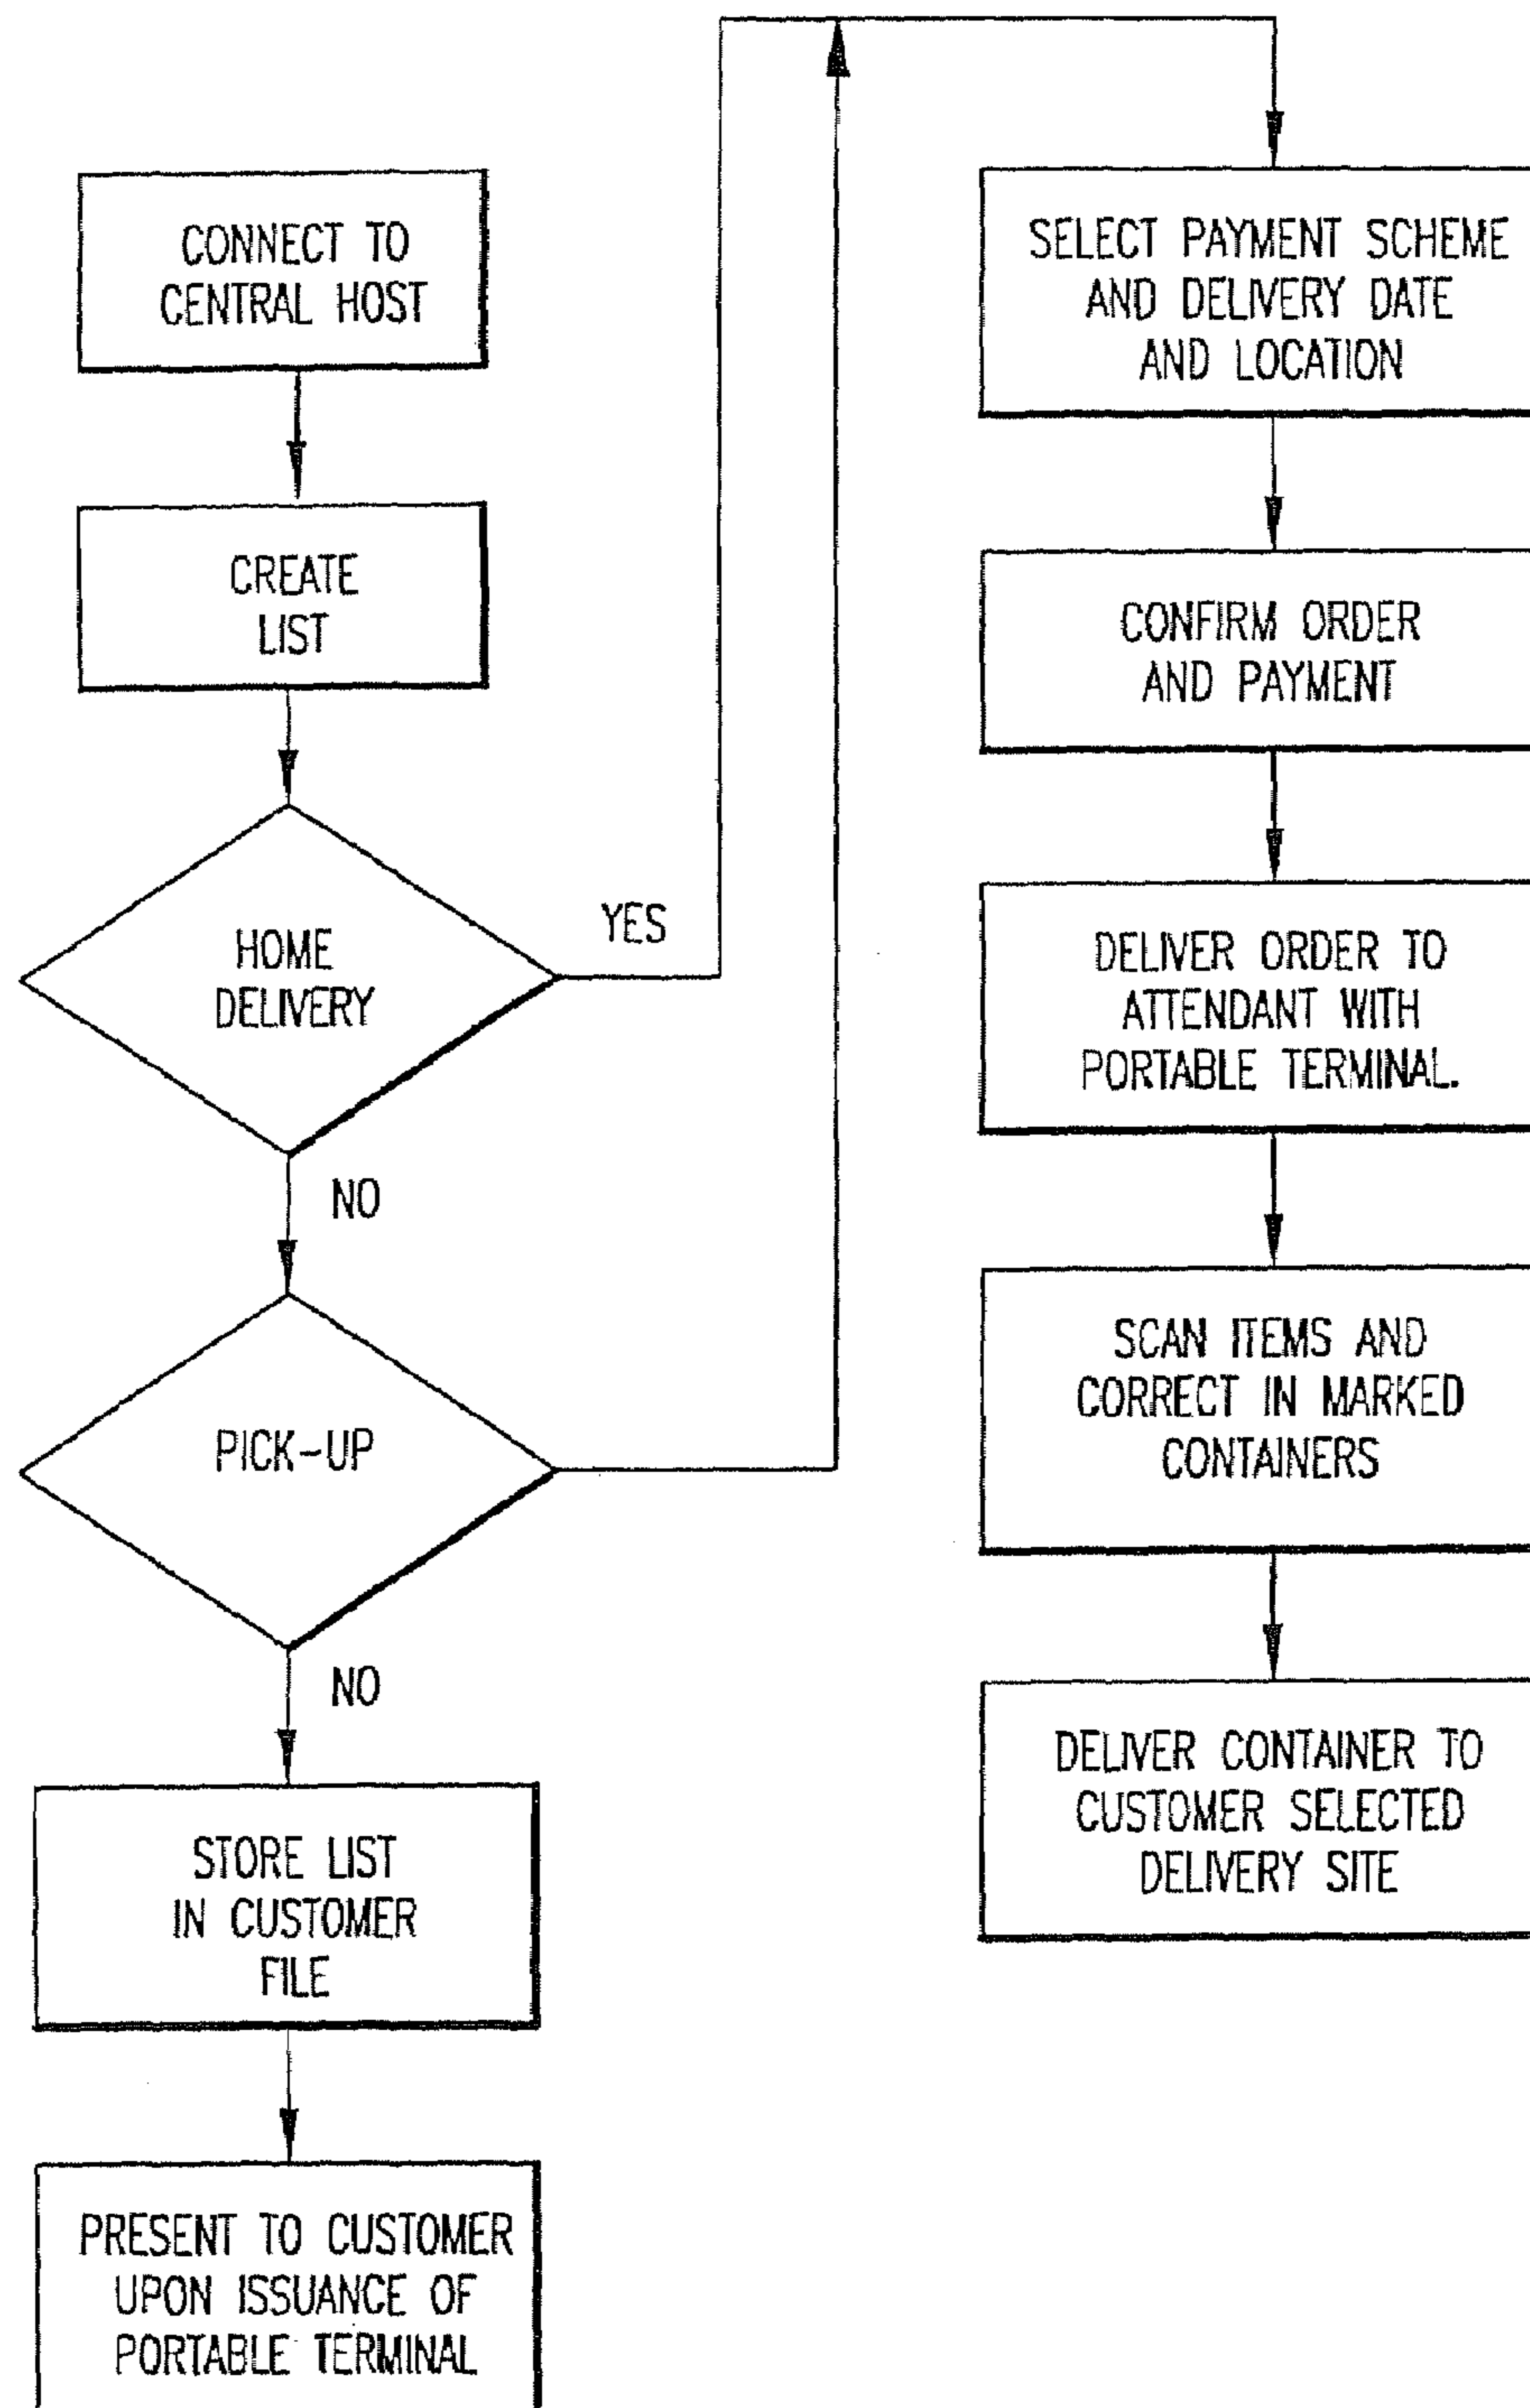 CONNECT TO
CENTRAL HOST
CREATE
LIST
HOME
DELIVERY
YES
NO
PICK-UP
NO
STORE LIST
IN CUSTOMER
FILE
PRESENT TO CUSTOMER
UPON ISSUANCE OF
PORTABLE TERMINAL
SELECT PAYMENT SCHEME
AND DELIVERY DATE
AND LOCATION
CONFIRM ORDER
AND PAYMENT
DELIVER ORDER TO
ATTENDANT WITH
PORTABLE TERMINAL.
SCAN ITEMS AND
CORRECT IN MARKED
CONTAINERS
DELIVER CONTAINER TO
CUSTOMER SELECTED
DELIVERY SITE